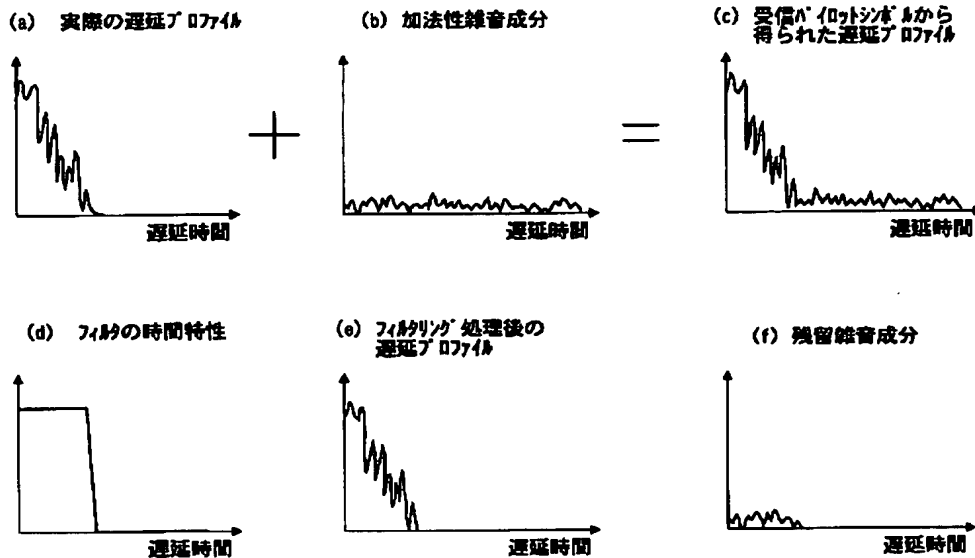 (a) 実際の遅延プロファイル
(b) 加法性雑音成分
(c) 受信パイロットシンボルから
得られた遅延プロファイル
遅延時間
遅延時間
遅延時間
(d) フィルタの時間特性
(e) フィルタリング処理後の
遅延プロファイル
(f) 残留雑音成分
遅延時間
遅延時間
遅延時間